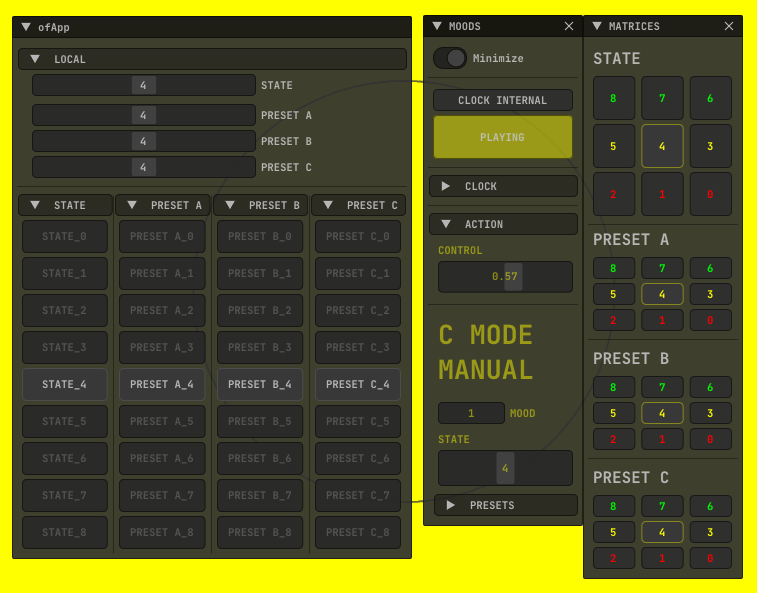 ofApp
LOCAL
4 STATE
4 PRESET A
4 PRESET B
4 PRESET C
STATE PRESET A PRESET B PRESET C
STATE_0 PRESET A_0 PRESET B_0 PRESET C_0
STATE_1 PRESET A_1 PRESET B_1 PRESET C_1
STATE_2 PRESET A_2 PRESET B_2 PRESET C_2
STATE_3 PRESET A_3 PRESET B_3 PRESET C_3
STATE_4 PRESET A_4 PRESET B_4 PRESET C_4
STATE_5 PRESET A_5 PRESET B_5 PRESET C_5
STATE_6 PRESET A_6 PRESET B_6 PRESET C_6
STATE_7 PRESET A_7 PRESET B_7 PRESET C_7
STATE_8 PRESET A_8 PRESET B_8 PRESET C_8
MOODS
Minimize
CLOCK INTERNAL
PLAYING
CLOCK
ACTION
CONTROL
0.57
C MODE
MANUAL
1 MOOD
STATE
4
PRESETS
MATRICES
STATE
8 7 6
5 4 3
2 1 0
PRESET A
8 7 6
5 4 3
2 1 0
PRESET B
8 7 6
5 4 3
2 1 0
PRESET C
8 7 6
5 4 3
2 1 0